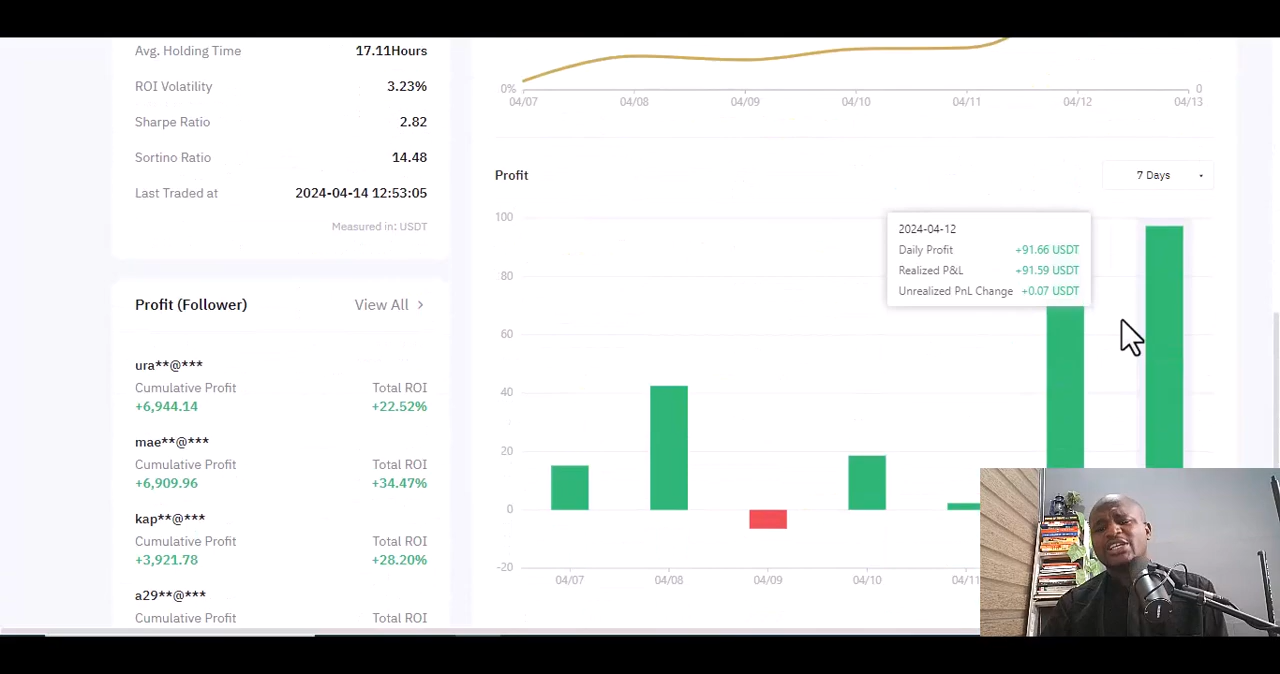 Avg. Holding Time 17.11Hours
ROI Volatility 3.23%
Sharpe Ratio 2.82
Sortino Ratio 14.48
Last Traded at 2024-04-14 12:53:05
Measured in: USDT
Profit (Follower) View All >
ura**@***
Cumulative Profit Total ROI
+6,944.14 +22.52%
mae**@***
Cumulative Profit Total ROI
+6,909.96 +34.47%
kap**@***
Cumulative Profit Total ROI
+3,921.78 +28.20%
a29**@***
Cumulative Profit Total ROI
0% 0
04/07 04/08 04/09 04/10 04/11 04/12 04/13
Profit 7 Days
100
80
60
40
20
0
-20
2024-04-12
Daily Profit +91.66 USDT
Realized P&L +91.59 USDT
Unrealized PnL Change +0.07 USDT
04/07 04/08 04/09 04/10 04/11